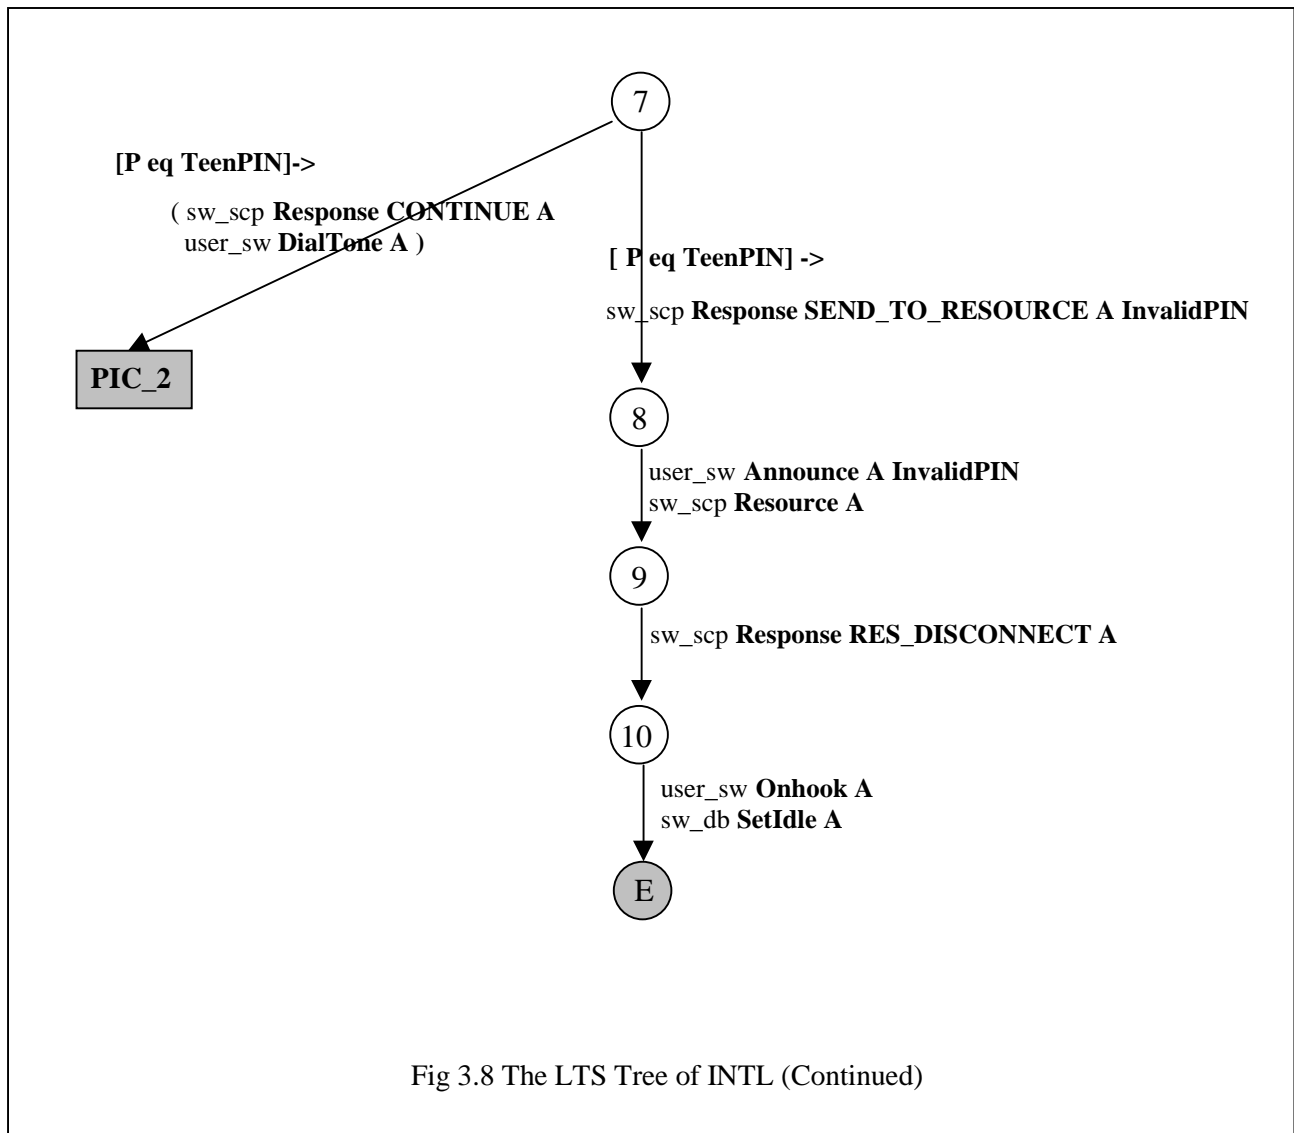 7
[P eq TeenPIN]->
( sw_scp Response CONTINUE A
user_sw DialTone A )
[ P eq TeenPIN] ->
sw_scp Response SEND_TO_RESOURCE A InvalidPIN
PIC_2
8
user_sw Announce A InvalidPIN
sw_scp Resource A
9
sw_scp Response RES_DISCONNECT A
10
user_sw Onhook A
sw_db SetIdle A
E
Fig 3.8 The LTS Tree of INTL (Continued)